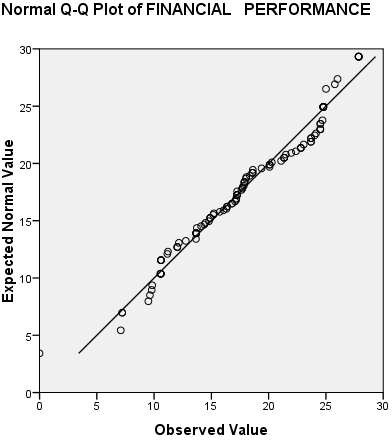 Normal Q-Q Plot of FINANCIAL PERFORMANCE
30
25
20
15
10
5
0
Expected Normal Value
0 5 10 15 20 25 30
Observed Value